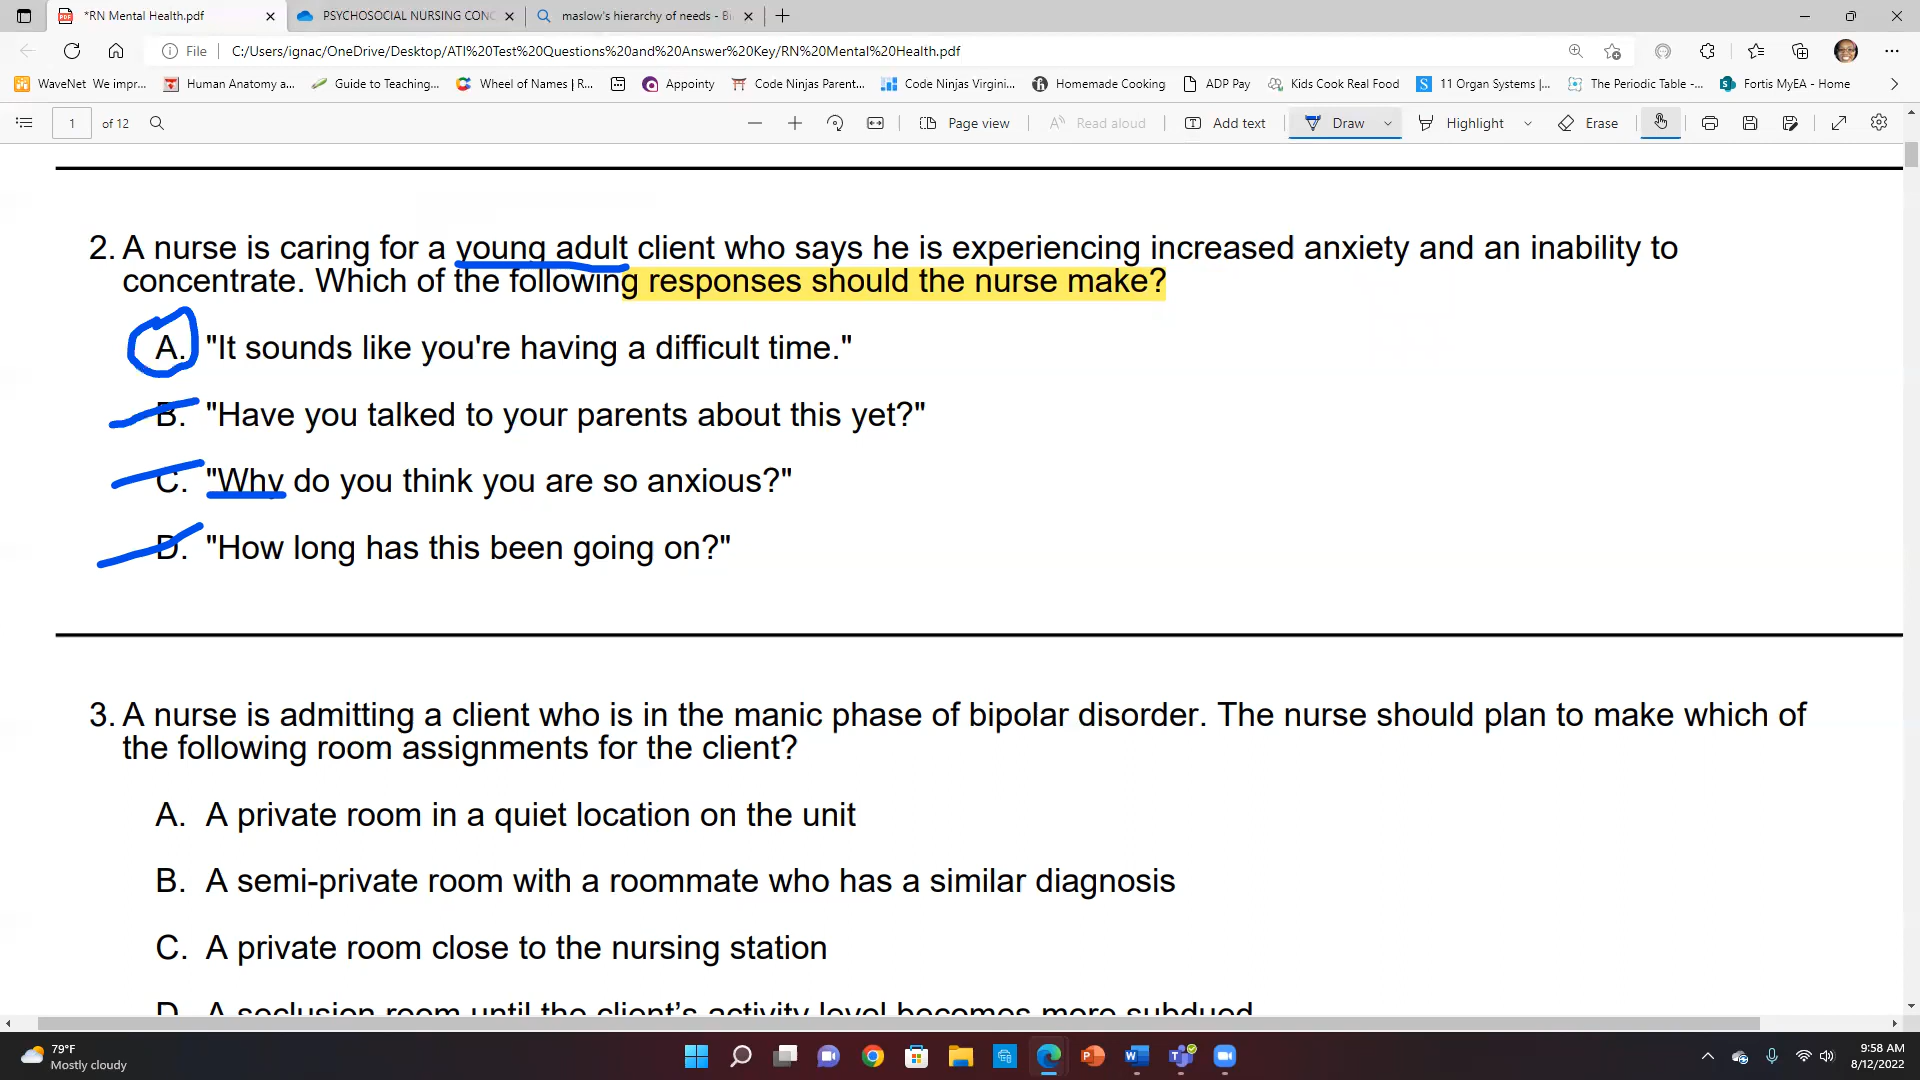 *RN Mental Health.pdf
PSYCHOSOCIAL NURSING CONC
maslow's hierarchy of needs - Bi
File
C:/Users/ignac/OneDrive/Desktop/ATI%20Test%20Questions%20and%20Answer%20Key/RN%20Mental%20Health.pdf
WaveNet We impr...
Human Anatomy a...
Guide to Teaching...
Wheel of Names | R...
Appointy
Code Ninjas Parent...
Code Ninjas Virgini...
Homemade Cooking
ADP Pay
Kids Cook Real Food
11 Organ Systems |...
The Periodic Table -...
Fortis MyEA - Home
1 of 12
Page view
Read aloud
Add text
Draw
Highlight
Erase
2. A nurse is caring for a young adult client who says he is experiencing increased anxiety and an inability to
concentrate. Which of the following responses should the nurse make?
A. "It sounds like you're having a difficult time."
B. "Have you talked to your parents about this yet?"
C. "Why do you think you are so anxious?"
D. "How long has this been going on?"
3. A nurse is admitting a client who is in the manic phase of bipolar disorder. The nurse should plan to make which of
the following room assignments for the client?
A. A private room in a quiet location on the unit
B. A semi-private room with a roommate who has a similar diagnosis
C. A private room close to the nursing station
D. A seclusion room until the client's activity level becomes more subdued
79°F
Mostly cloudy
9:58 AM
8/12/2022